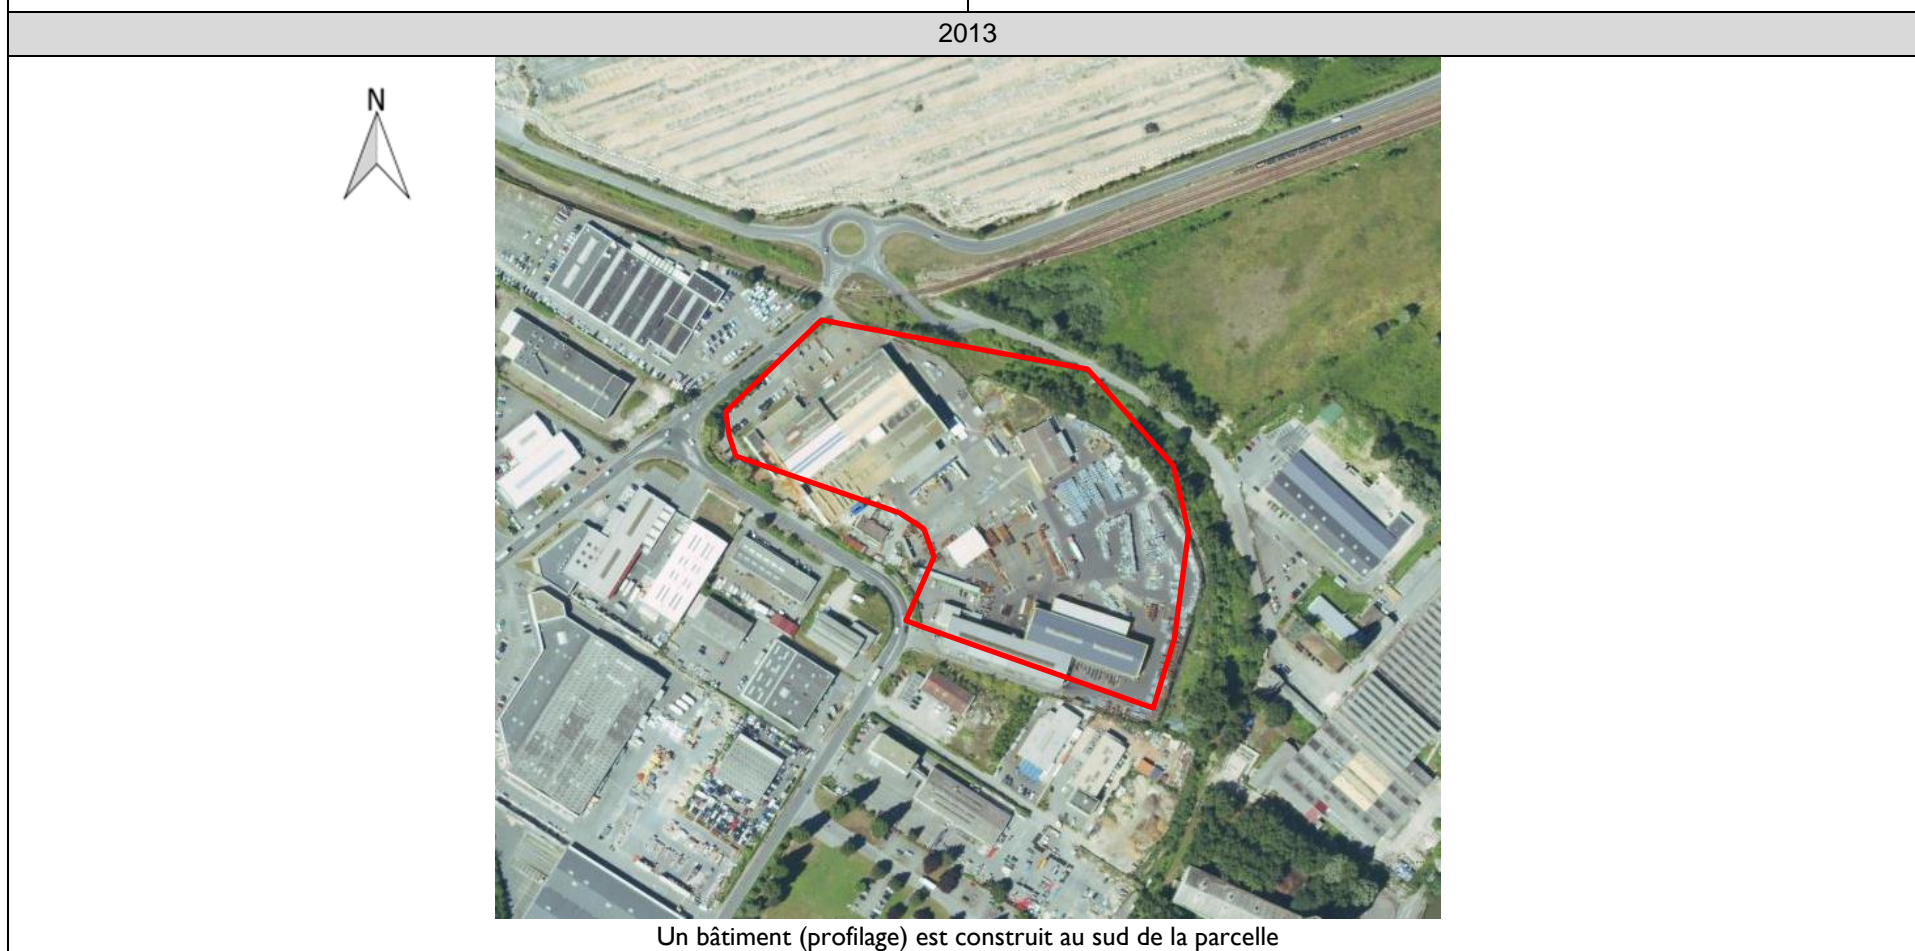 2013
N
Un bâtiment (profilage) est construit au sud de la parcelle